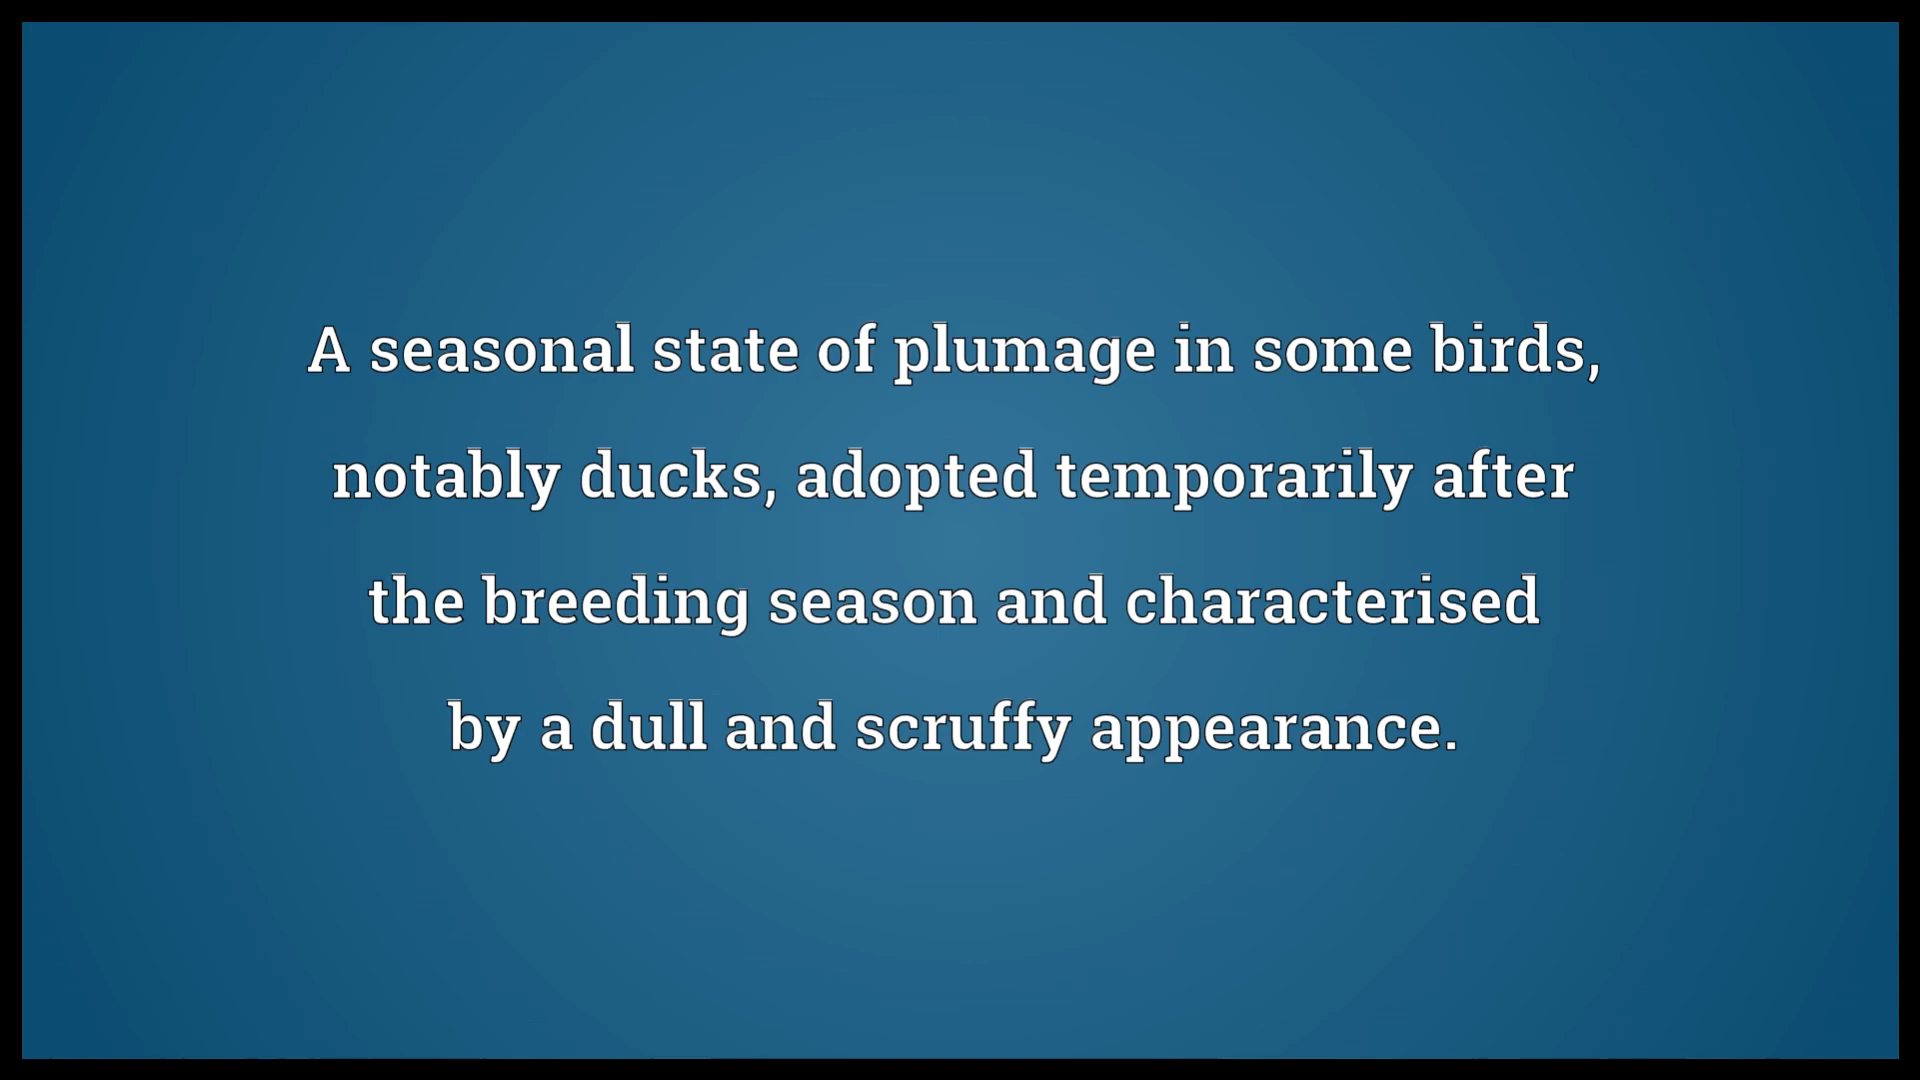 A seasonal state of plumage in some birds,
notably ducks, adopted temporarily after
the breeding season and characterised
by a dull and scruffy appearance.